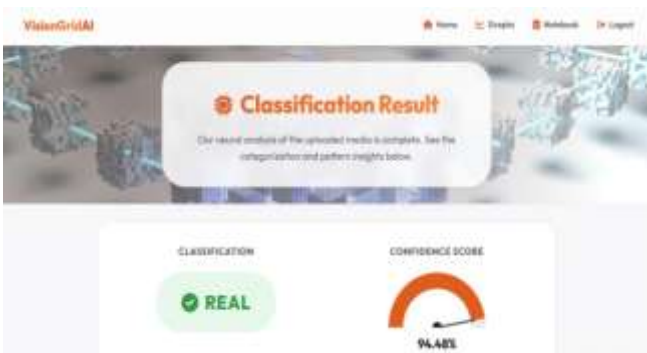 VisionGridAI
Home Graphs Notebook Logout
Classification Result
Our neural analysis of the uploaded media is complete. See the
categorization and pattern insights below.
CLASSIFICATION
CONFIDENCE SCORE
REAL
94.48%